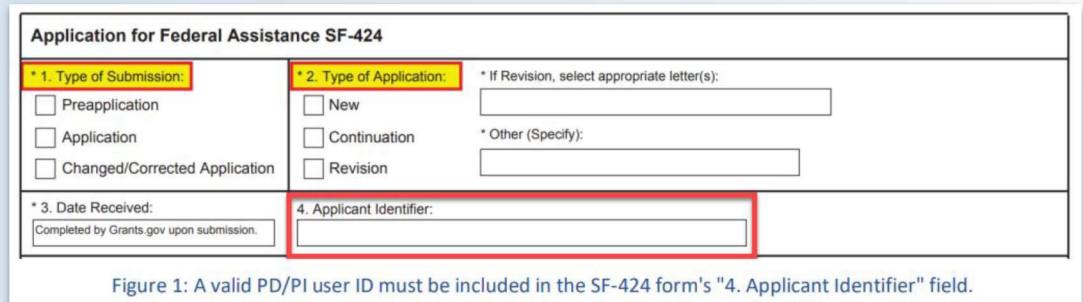 Application for Federal Assistance SF-424
* 1. Type of Submission:
Preapplication
Application
Changed/Corrected Application
* 2. Type of Application:
New
Continuation
Revision
* If Revision, select appropriate letter(s):
* Other (Specify):
* 3. Date Received:
Completed by Grants.gov upon submission.
4. Applicant Identifier:
Figure 1: A valid PD/PI user ID must be included in the SF-424 form's "4. Applicant Identifier" field.